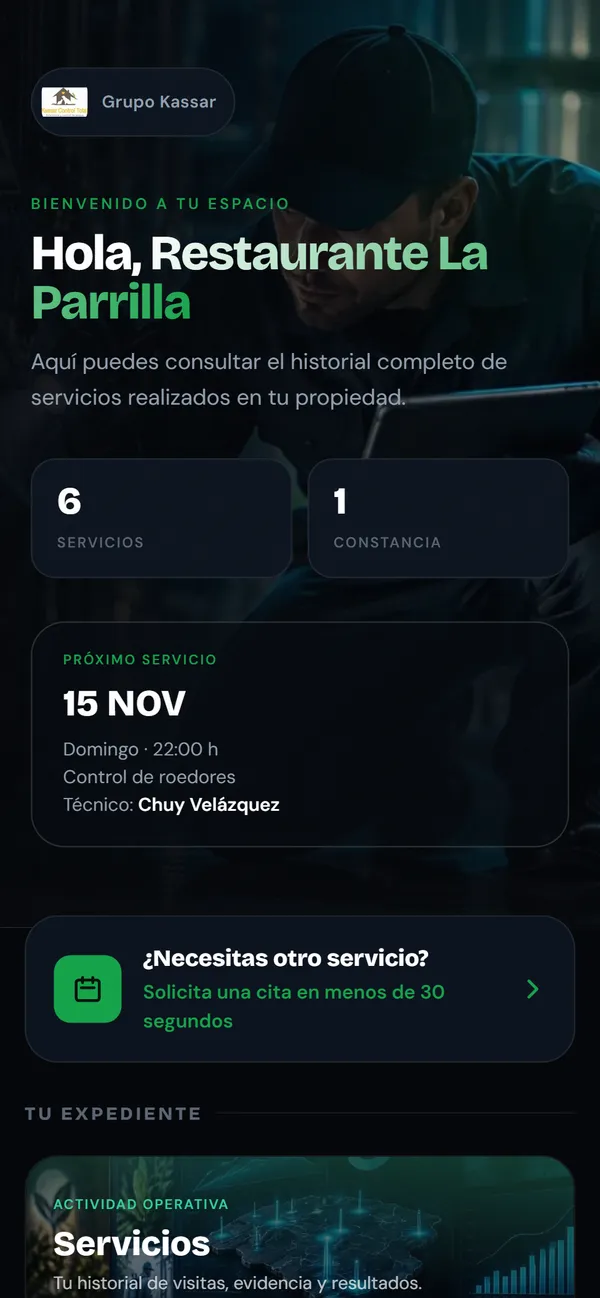 Grupo Kassar
BIENVENIDO A TU ESPACIO
Hola, Restaurante La
Parrilla
Aquí puedes consultar el historial completo de
servicios realizados en tu propiedad.
6
SERVICIOS
1
CONSTANCIA
PRÓXIMO SERVICIO
15 NOV
Domingo · 22:00 h
Control de roedores
Técnico: Chuy Velázquez
¿Necesitas otro servicio?
Solicita una cita en menos de 30
segundos
TU EXPEDIENTE
ACTIVIDAD OPERATIVA
Servicios
Tu historial de visitas, evidencia y resultados.